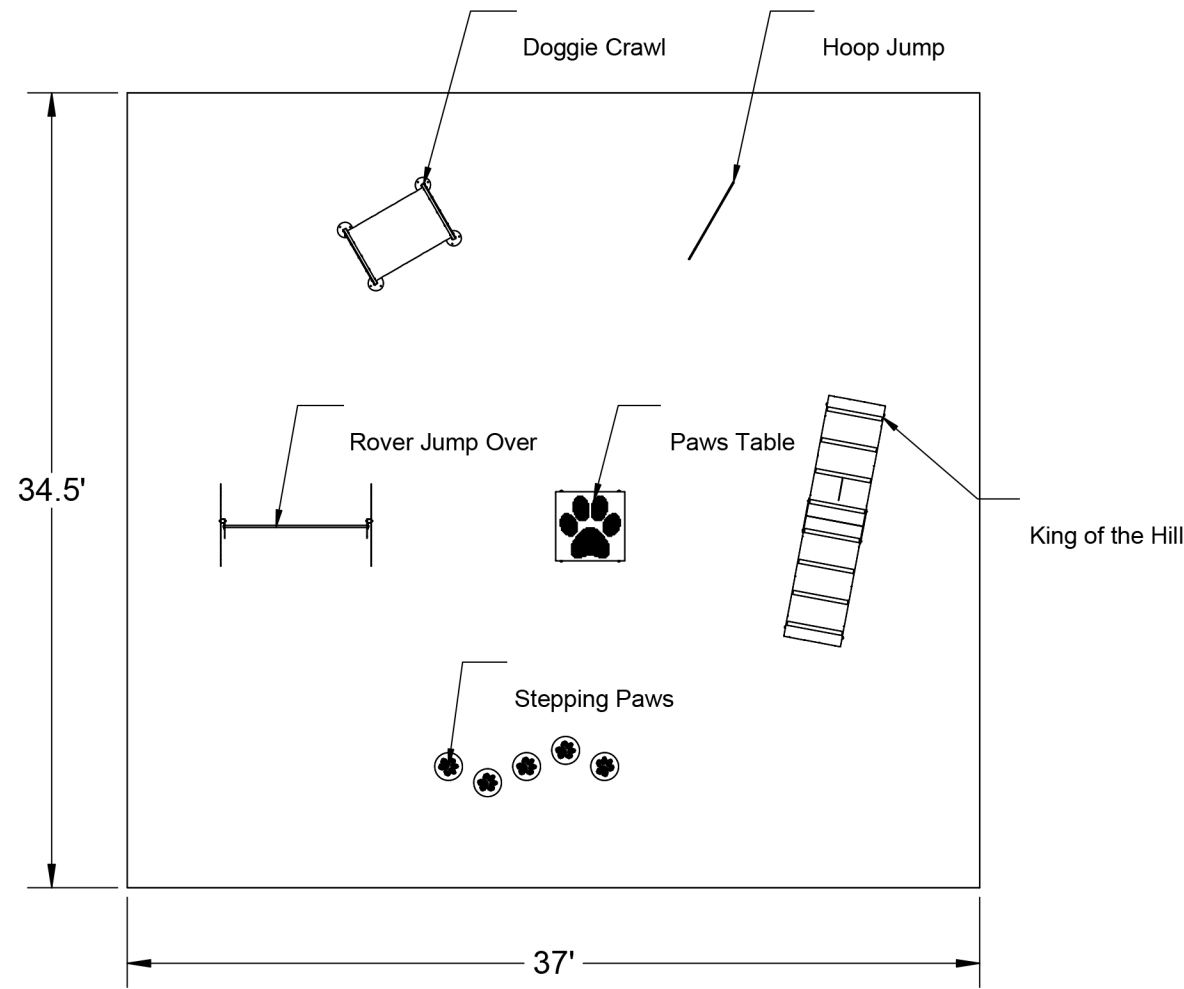 Doggie Crawl
Hoop Jump
Rover Jump Over
Paws Table
34.5'
King of the Hill
Stepping Paws
37'